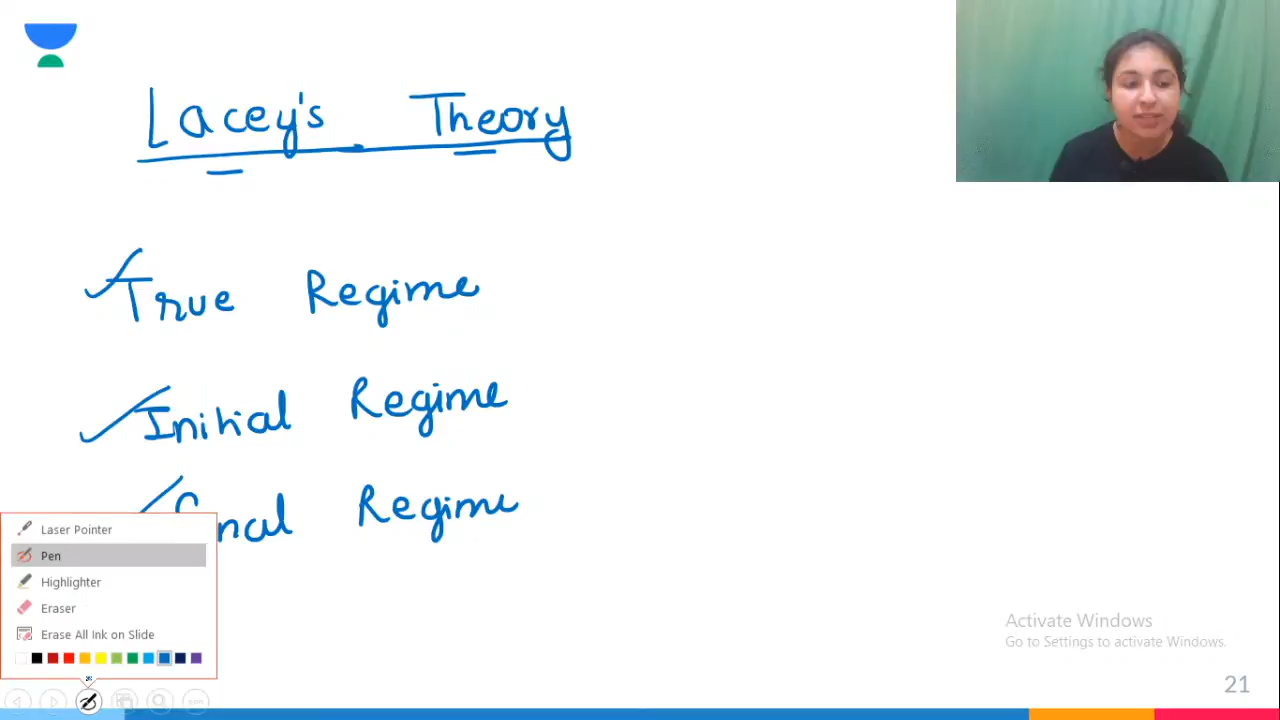 Lacey's Theory
True Regime
Initial Regime
Regime
Laser Pointer
Pen
Highlighter
Eraser
Erase All Ink on Slide
Activate Windows
Go to Settings to activate Windows.
21